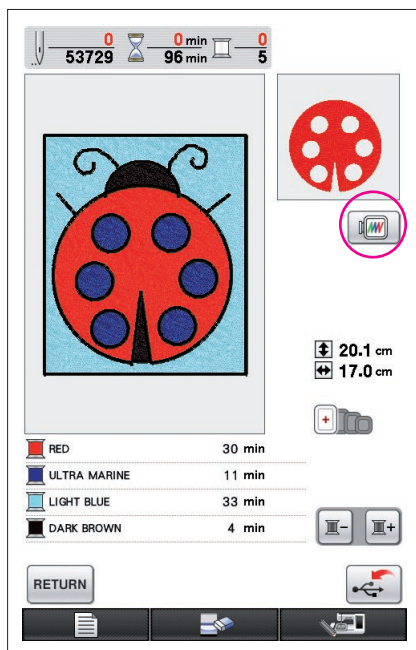 0 0 min 0
53729 96 min 5
20.1 cm
17.0 cm
RED 30 min
ULTRA MARINE 11 min
LIGHT BLUE 33 min
DARK BROWN 4 min
- +
RETURN